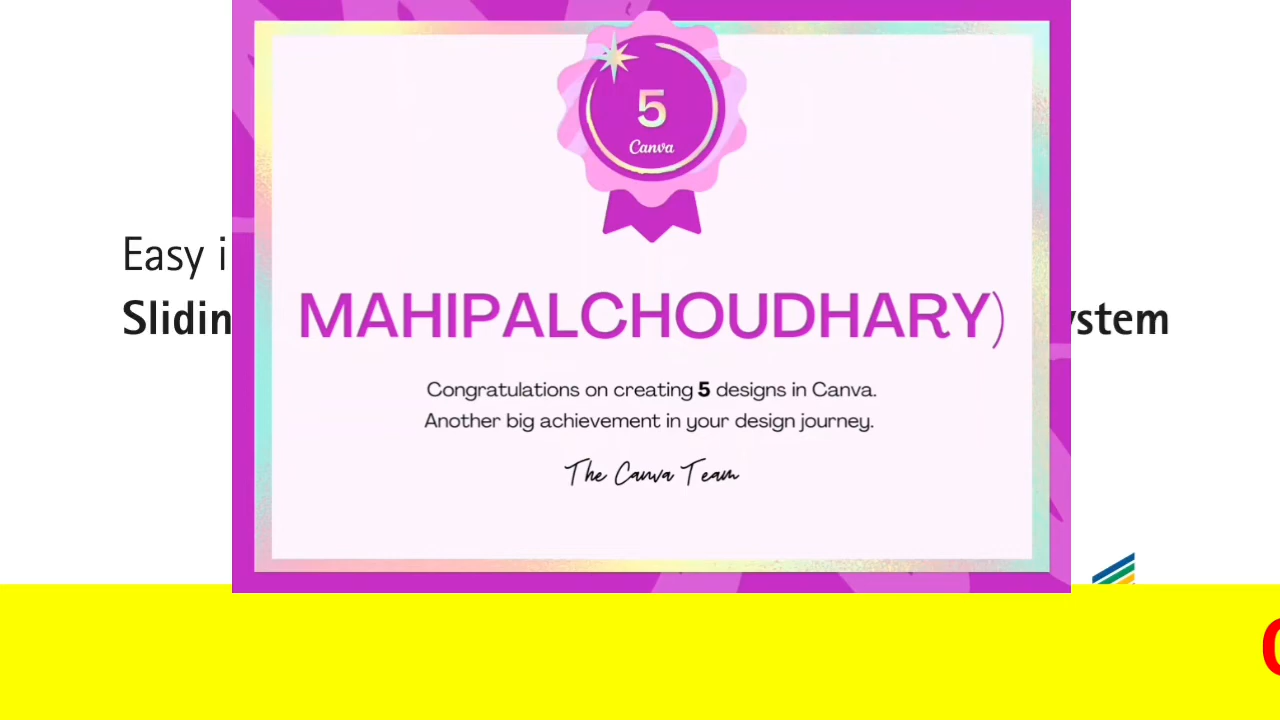 5
Canva
Easy i
MAHIPALCHOUDHARY)
Slidin
ystem
Congratulations on creating 5 designs in Canva.
Another big achievement in your design journey.
The Canva Team